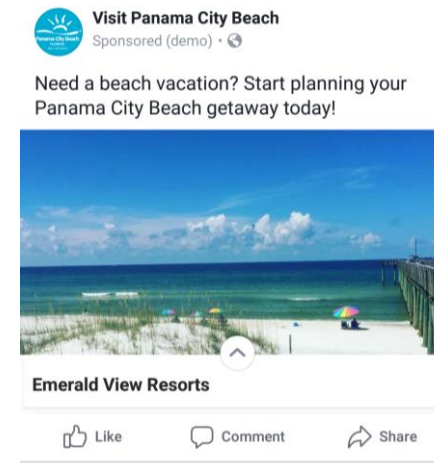 Visit Panama City Beach
Sponsored (demo) ·
Need a beach vacation? Start planning your
Panama City Beach getaway today!
Emerald View Resorts
Like Comment Share